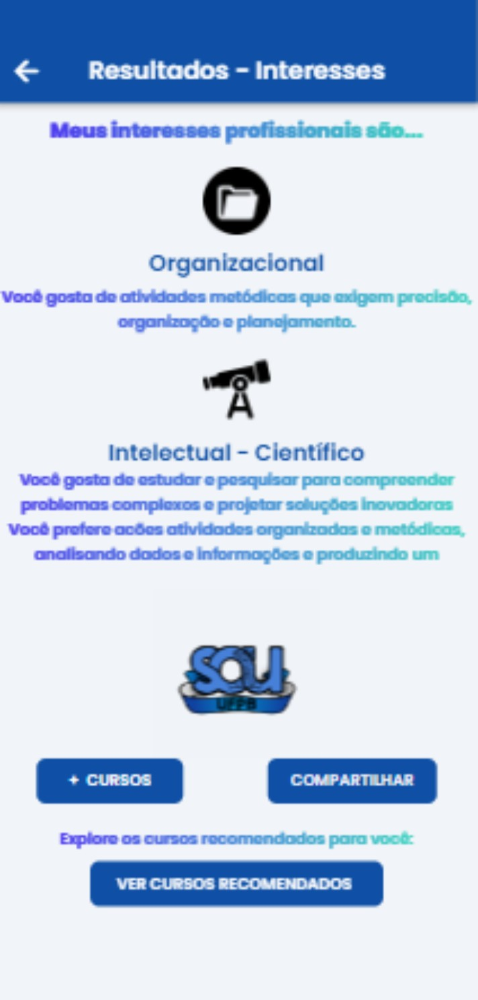 Resultados - Interesses
Meus interesses profissionais são...
Organizacional
Você gosta de atividades metódicas que exigem precisão,
organização e planejamento.
Intelectual - Científico
Você gosta de estudar e pesquisar para compreender
problemas complexos e projetar soluções inovadoras
Você prefere acões atividades organizadas e metódicas,
analisando dados e informações e produzindo um
SOU
UFPB
+ CURSOS
COMPARTILHAR
Explore os cursos recomendados para você:
VER CURSOS RECOMENDADOS